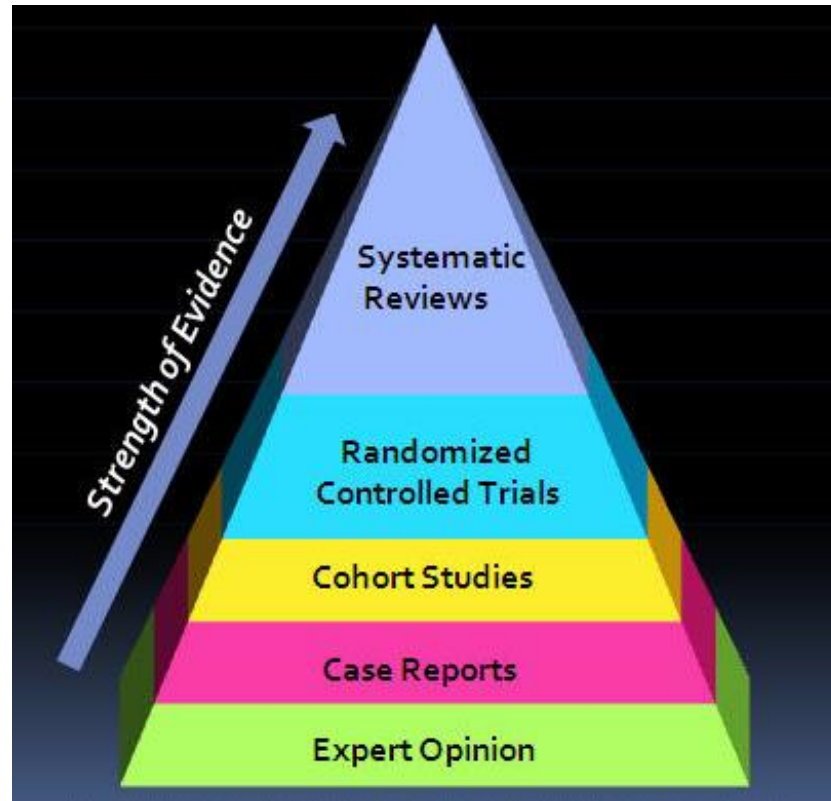 Strength of Evidence
Systematic
Reviews
Randomized
Controlled Trials
Cohort Studies
Case Reports
Expert Opinion